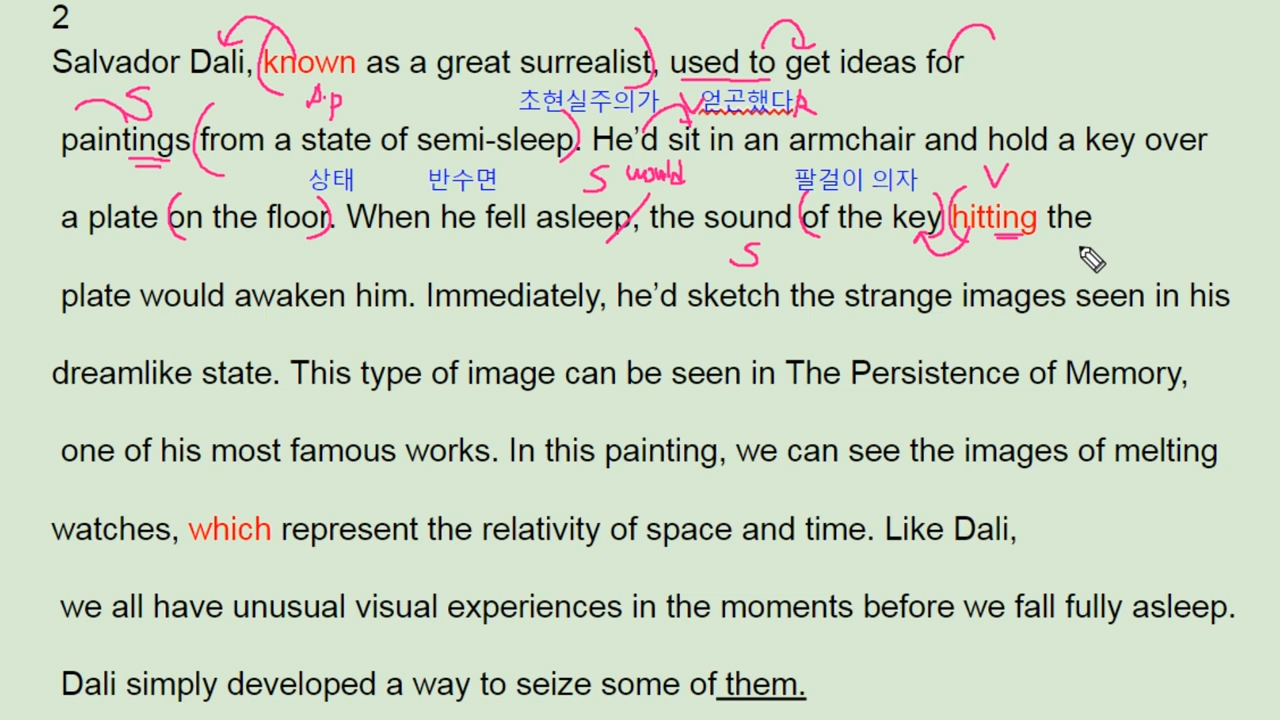 2
Salvador Dali, known as a great surrealist, used to get ideas for
S p.p 초현실주의가 V 얻곤했다 R
paintings from a state of semi-sleep. He'd sit in an armchair and hold a key over
상태 반수면 S would 팔걸이 의자 V
a plate on the floor. When he fell asleep, the sound of the key hitting the
S
plate would awaken him. Immediately, he'd sketch the strange images seen in his
dreamlike state. This type of image can be seen in The Persistence of Memory,
one of his most famous works. In this painting, we can see the images of melting
watches, which represent the relativity of space and time. Like Dali,
we all have unusual visual experiences in the moments before we fall fully asleep.
Dali simply developed a way to seize some of them.